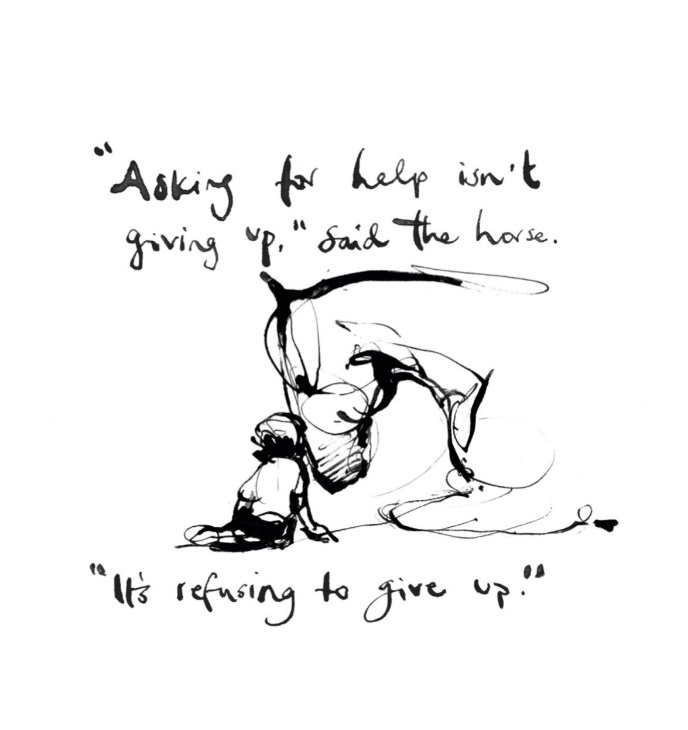 "Asking for help isn't
giving up," said the horse.
"It's refusing to give up."